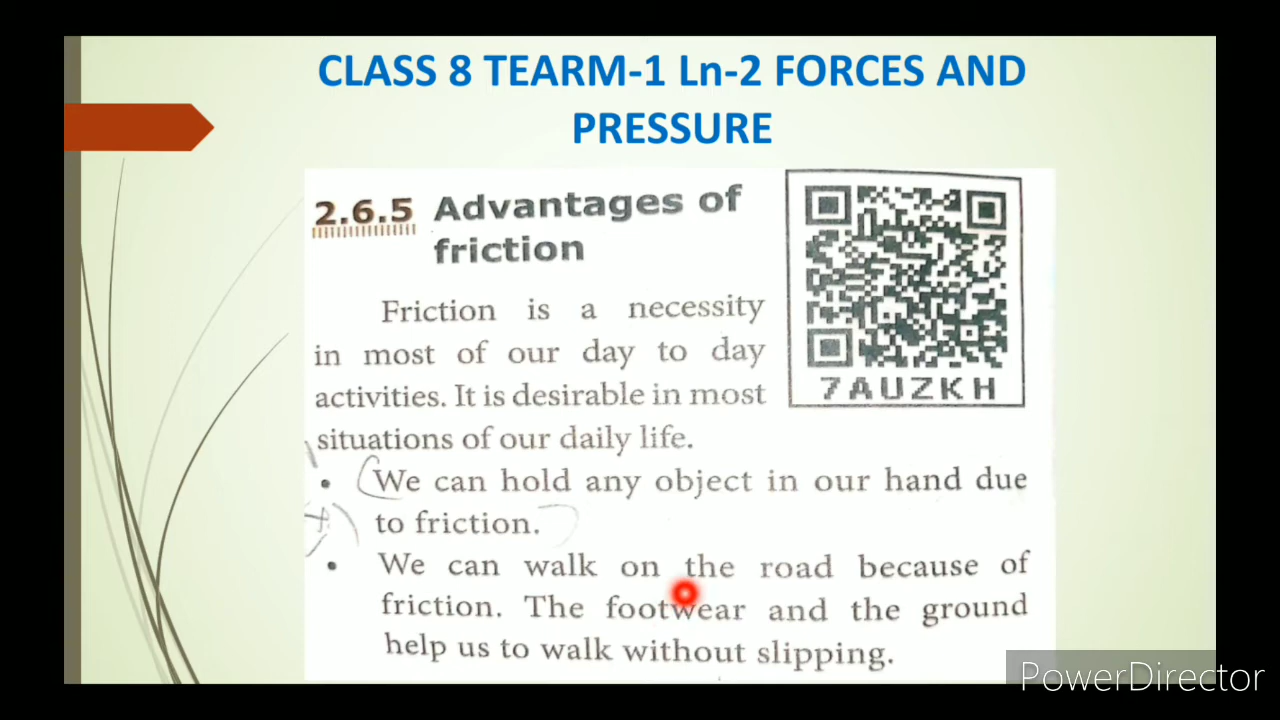 CLASS 8 TEARM-1 Ln-2 FORCES AND
PRESSURE
2.6.5 Advantages of
friction
Friction is a necessity
in most of our day to day
activities. It is desirable in most
situations of our daily life.
7AUZKH
• We can hold any object in our hand due
to friction.
• We can walk on the road because of
friction. The footwear and the ground
help us to walk without slipping.
PowerDirector